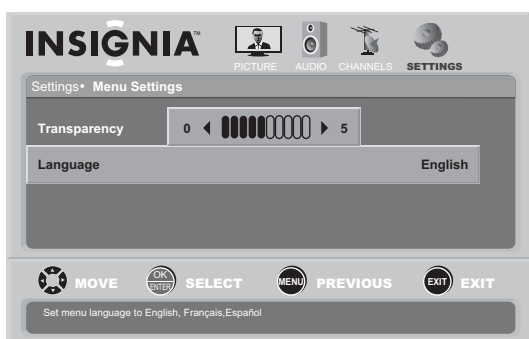 INSIGNIA™
PICTURE AUDIO CHANNELS SETTINGS
Settings• Menu Settings
Transparency 0 5
Language English
MOVE OK ENTER SELECT MENU PREVIOUS EXIT EXIT
Set menu language to English, Français,Español